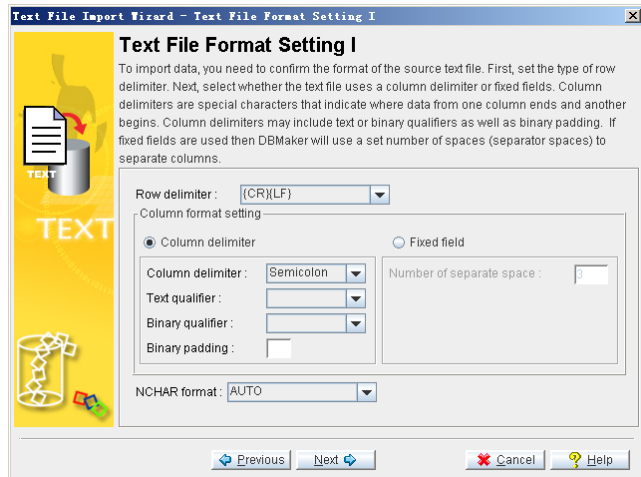 Text File Import Wizard - Text File Format Setting I
Text File Format Setting I
To import data, you need to confirm the format of the source text file. First, set the type of row
delimiter. Next, select whether the text file uses a column delimiter or fixed fields. Column
delimiters are special characters that indicate where data from one column ends and another
begins. Column delimiters may include text or binary qualifiers as well as binary padding. If
fixed fields are used then DBMaker will use a set number of spaces (separator spaces) to
separate columns.
TEXT
TEXT
Row delimiter : {CR}{LF}
Column format setting
Column delimiter
Fixed field
Column delimiter : Semicolon
Number of separate space : 3
Text qualifier :
Binary qualifier :
Binary padding :
NCHAR format : AUTO
Previous Next Cancel Help